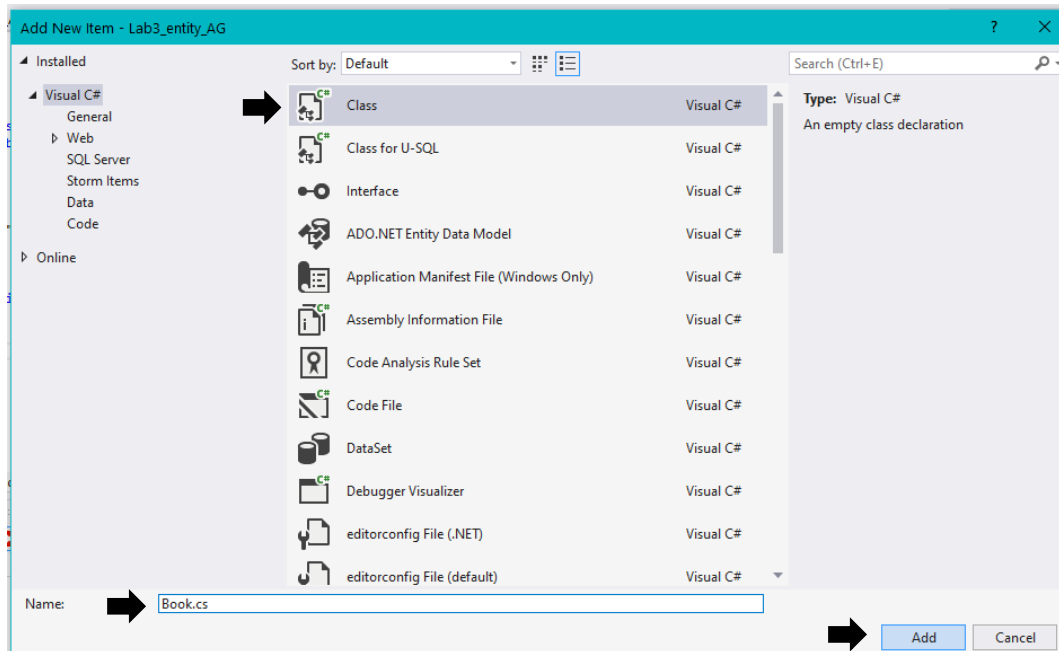 Add New Item - Lab3_entity_AG ?
Installed
Visual C#
General
Web
SQL Server
Storm Items
Data
Code
Online
Sort by: Default
Class Visual C#
Class for U-SQL Visual C#
Interface Visual C#
ADO.NET Entity Data Model Visual C#
Application Manifest File (Windows Only) Visual C#
Assembly Information File Visual C#
Code Analysis Rule Set Visual C#
Code File Visual C#
DataSet Visual C#
Debugger Visualizer Visual C#
editorconfig File (.NET) Visual C#
editorconfig File (default) Visual C#
Search (Ctrl+E)
Type: Visual C#
An empty class declaration
Name: Book.cs
Add Cancel